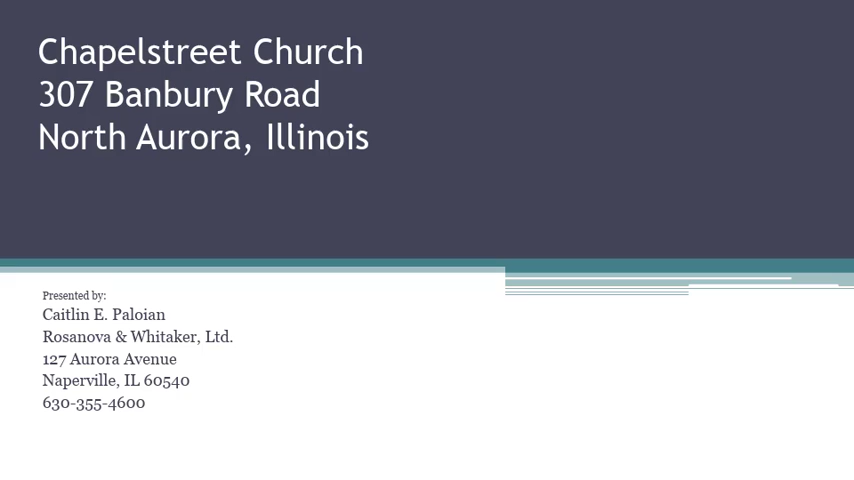 Chapelstreet Church
307 Banbury Road
North Aurora, Illinois
Presented by:
Caitlin E. Paloian
Rosanova & Whitaker, Ltd.
127 Aurora Avenue
Naperville, IL 60540
630-355-4600